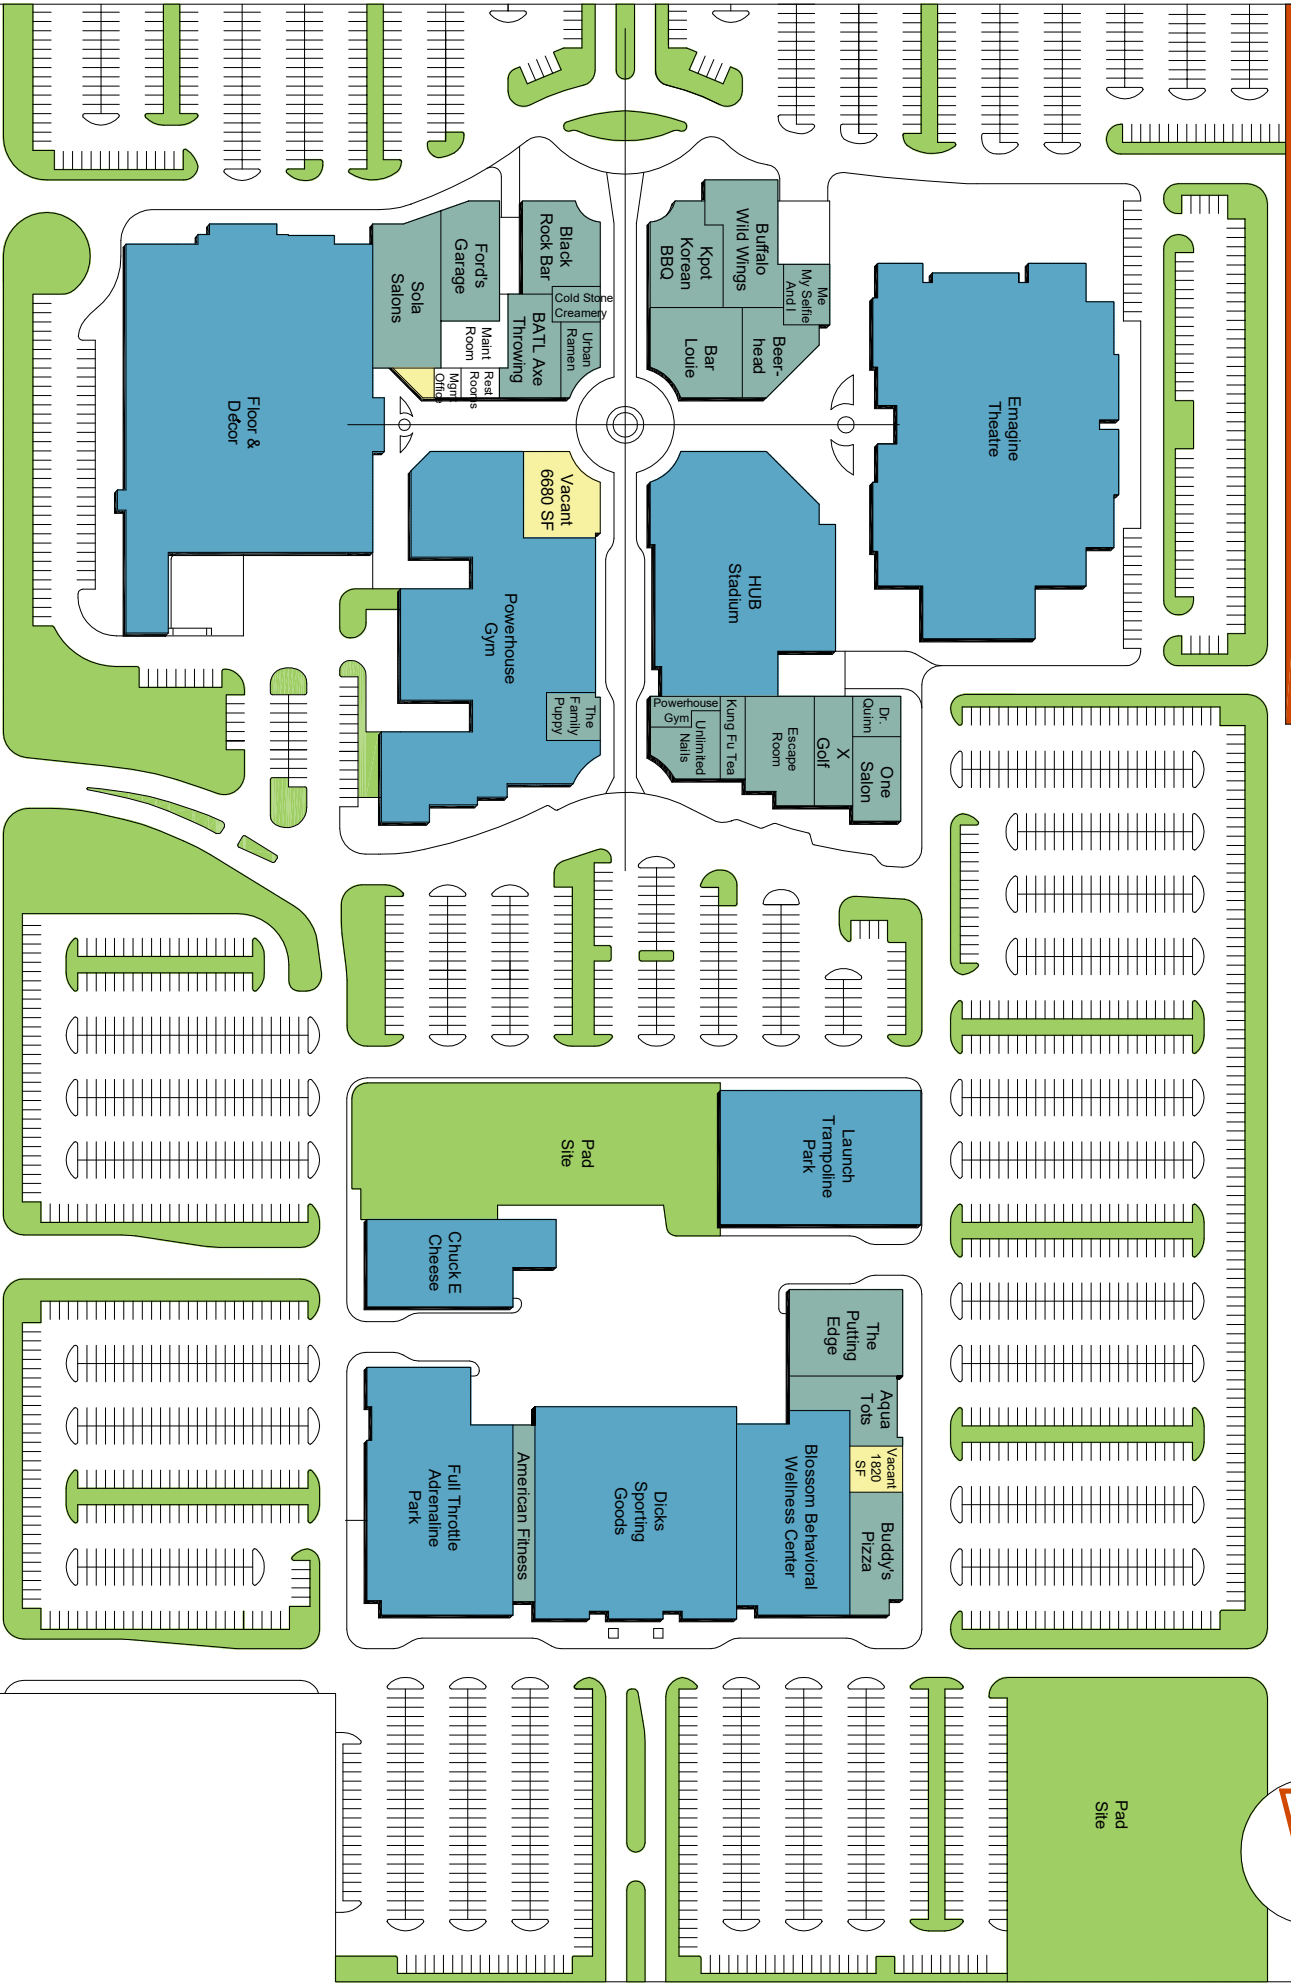 Black
Rock Bar
Ford's
Garage
Sola
Salons
Cold Stone
Creamery
Urban
Ramen
BATL Axe
Throwing
Maint
Room
Rest
Rooms
Mgmt
Office
Floor &
Decor
Buffalo
Wild Wings
Kpot
Korean
BBQ
Me
My Selfie
And I
Beer-
head
Bar
Louie
Emagine
Theatre
Vacant
6680 SF
Powerhouse
Gym
The
Family
Puppy
HUB
Stadium
Powerhouse
Gym
Unlimited
Nails
Kung Fu Tea
Escape
Room
X
Golf
Dr.
Quinn
One
Salon
Pad
Site
Launch
Trampoline
Park
Chuck E
Cheese
The
Putting
Edge
Aqua
Tots
Vacant
1820
SF
Buddy's
Pizza
Blossom Behavioral
Wellness Center
Dicks
Sporting
Goods
American Fitness
Full Throttle
Adrenaline
Park
Pad
Site